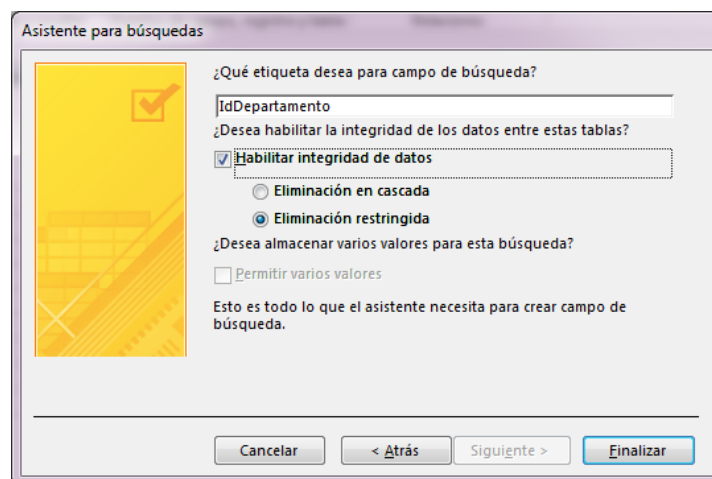 Asistente para búsquedas
¿Qué etiqueta desea para campo de búsqueda?
IdDepartamento
¿Desea habilitar la integridad de los datos entre estas tablas?
Habilitar integridad de datos
Eliminación en cascada
Eliminación restringida
¿Desea almacenar varios valores para esta búsqueda?
Permitir varios valores
Esto es todo lo que el asistente necesita para crear campo de
búsqueda.
Cancelar
< Atrás
Siguiente >
Finalizar